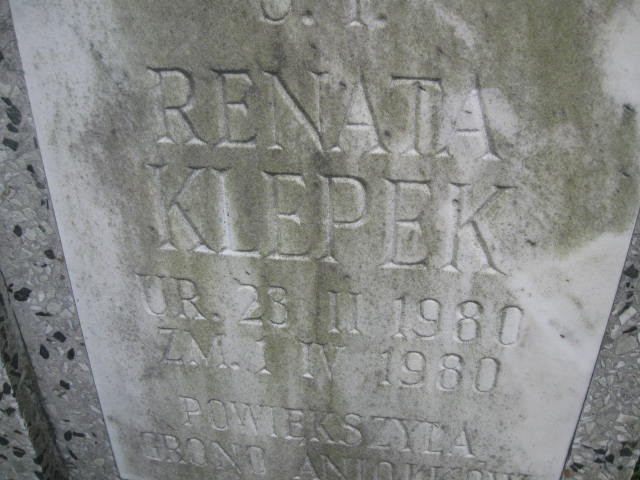 Ś. P.
RENATA
KLEPEK
UR. 23 II 1980
ZM. 1 IV 1980
POWIĘKSZYŁA
GRONO ANIOŁKÓW